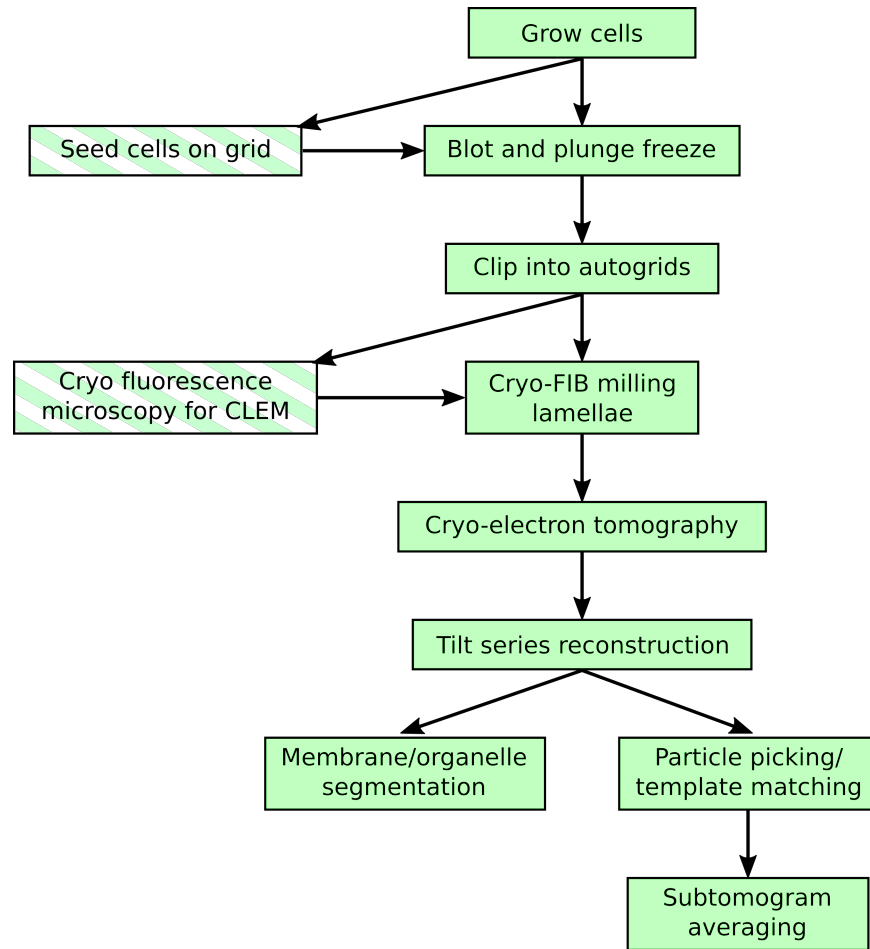 Grow cells
Seed cells on grid
Blot and plunge freeze
Clip into autogrids
Cryo fluorescence
microscopy for CLEM
Cryo-FIB milling
lamellae
Cryo-electron tomography
Tilt series reconstruction
Membrane/organelle
segmentation
Particle picking/
template matching
Subtomogram
averaging